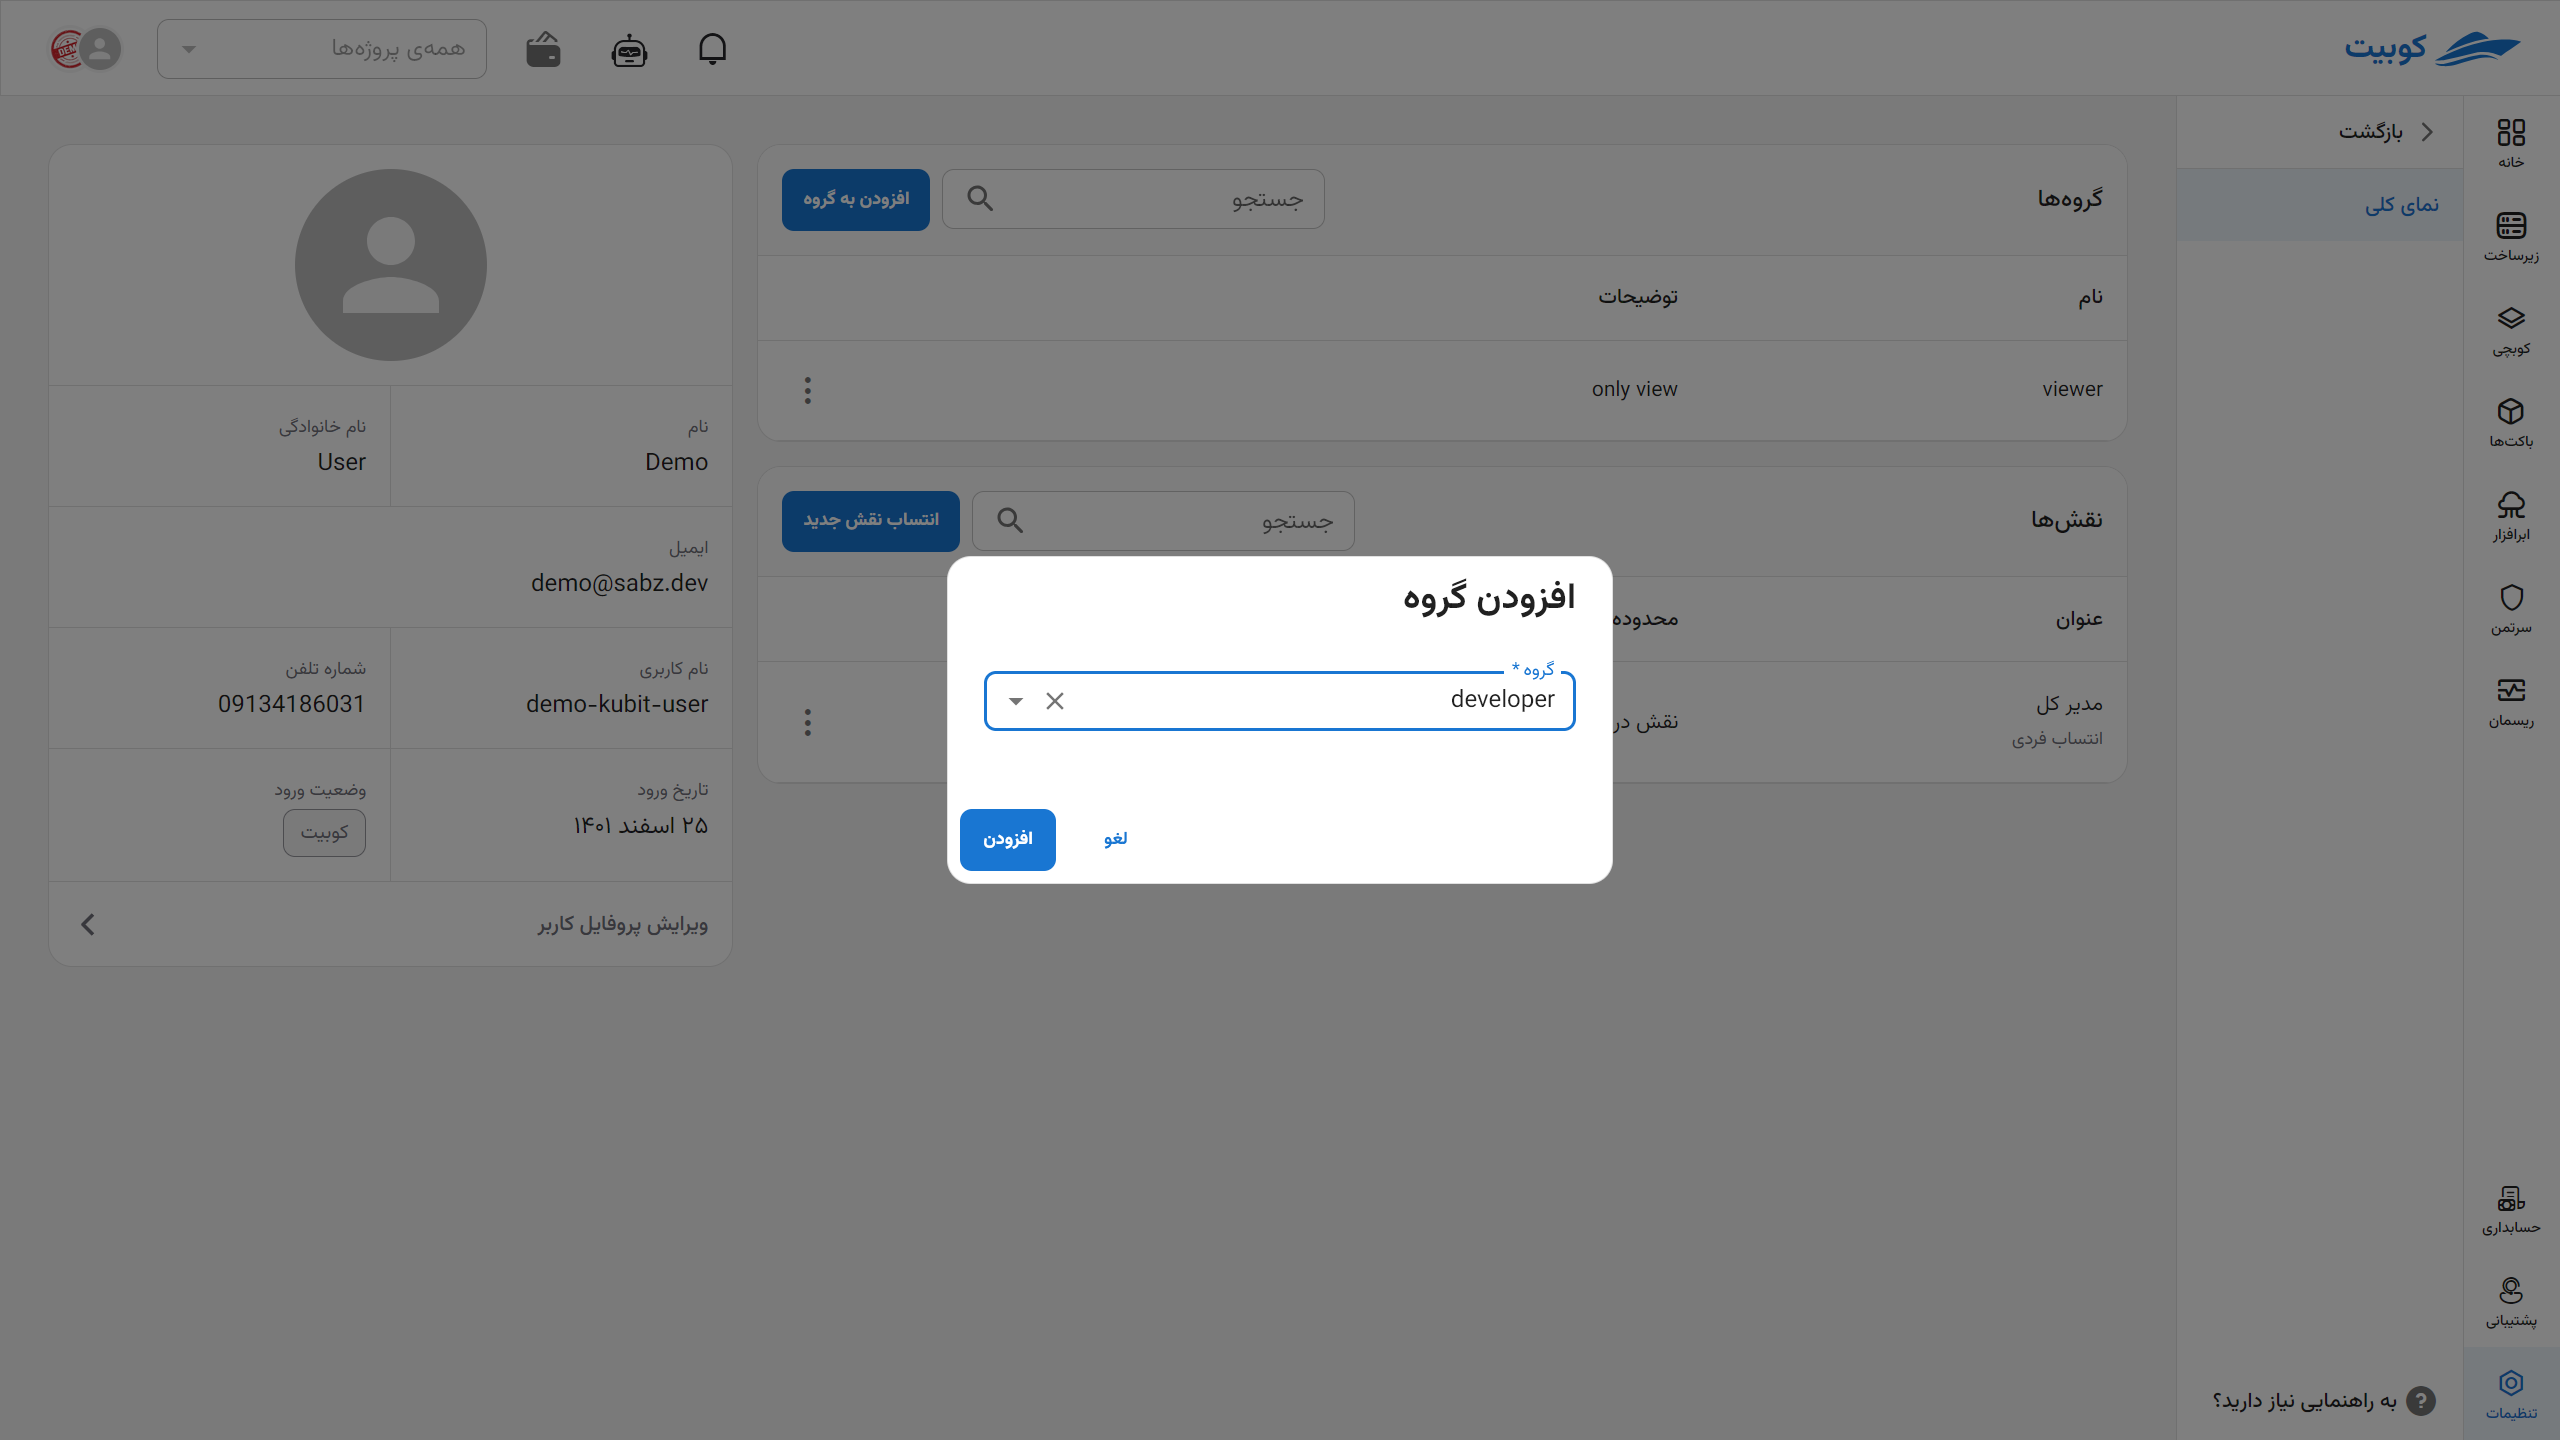 کوبیت
همه‌ی پروژه‌ها
DEM
خانه
زیرساخت
کوبچی
باکت‌ها
ابرافزار
سرتمن
ریسمان
حسابداری
پشتیبانی
تنظیمات
بازگشت
نمای کلی
به راهنمایی نیاز دارید؟
گروه‌ها
جستجو
افزودن به گروه
نام
توضیحات
viewer
only view
نقش‌ها
جستجو
انتساب نقش جدید
عنوان
محدوده
مدیر کل
انتساب فردی
نقش در
افزودن گروه
گروه *
developer
لغو
افزودن
نام
Demo
نام خانوادگی
User
ایمیل
demo@sabz.dev
نام کاربری
demo-kubit-user
شماره تلفن
09134186031
تاریخ ورود
۲۵ اسفند ۱۴۰۱
وضعیت ورود
کوبیت
ویرایش پروفایل کاربر